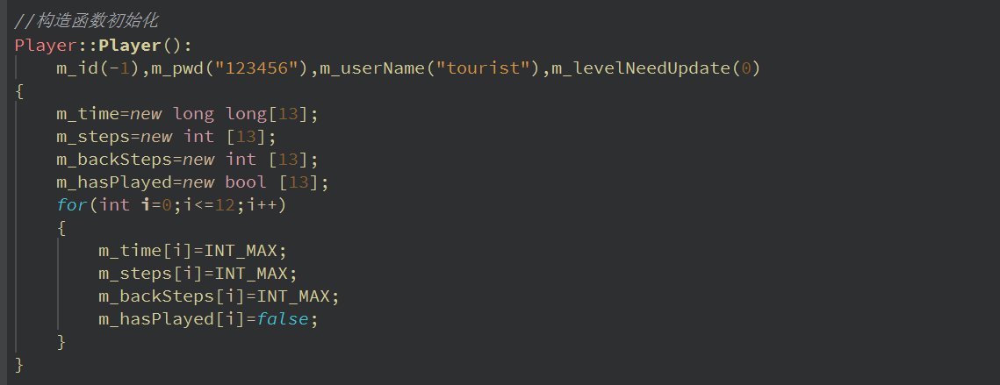 //构造函数初始化
Player::Player():
    m_id(-1),m_pwd("123456"),m_userName("tourist"),m_levelNeedUpdate(0)
{
    m_time=new long long[13];
    m_steps=new int [13];
    m_backSteps=new int [13];
    m_hasPlayed=new bool [13];
    for(int i=0;i<=12;i++)
    {
        m_time[i]=INT_MAX;
        m_steps[i]=INT_MAX;
        m_backSteps[i]=INT_MAX;
        m_hasPlayed[i]=false;
    }
}